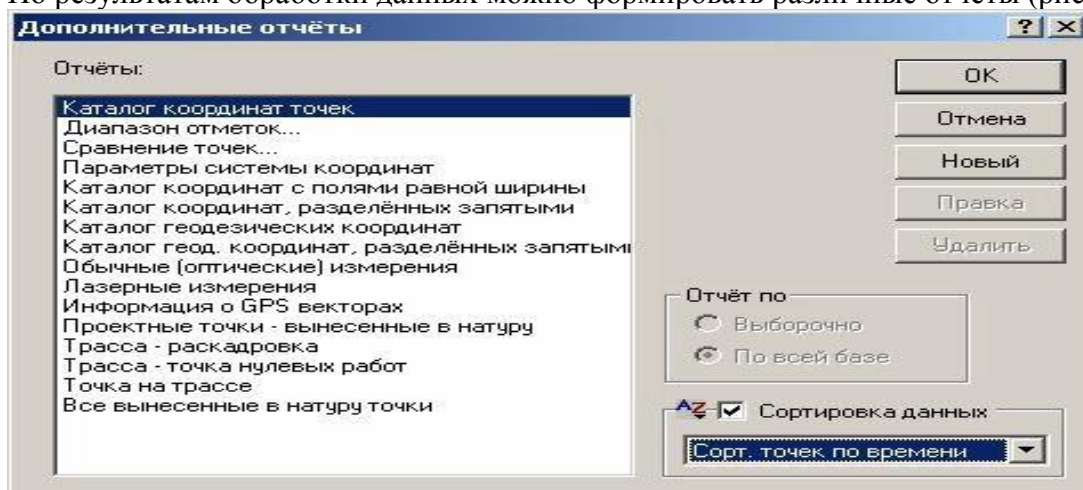 По результатам обработки данных можно формировать различные отчёты (рис
Дополнительные отчёты
Отчёты:
Каталог координат точек
Диапазон отметок...
Сравнение точек...
Параметры системы координат
Каталог координат с полями равной ширины
Каталог координат, разделённых запятыми
Каталог геодезических координат
Каталог геод. координат, разделённых запятыми
Обычные (оптические) измерения
Лазерные измерения
Информация о GPS векторах
Проектные точки - вынесенные в натуру
Трасса - раскадровка
Трасса - точка нулевых работ
Точка на трассе
Все вынесенные в натуру точки
OK
Отмена
Новый
Правка
Удалить
Отчёт по
Выборочно
По всей базе
Сортировка данных
Сорт. точек по времени